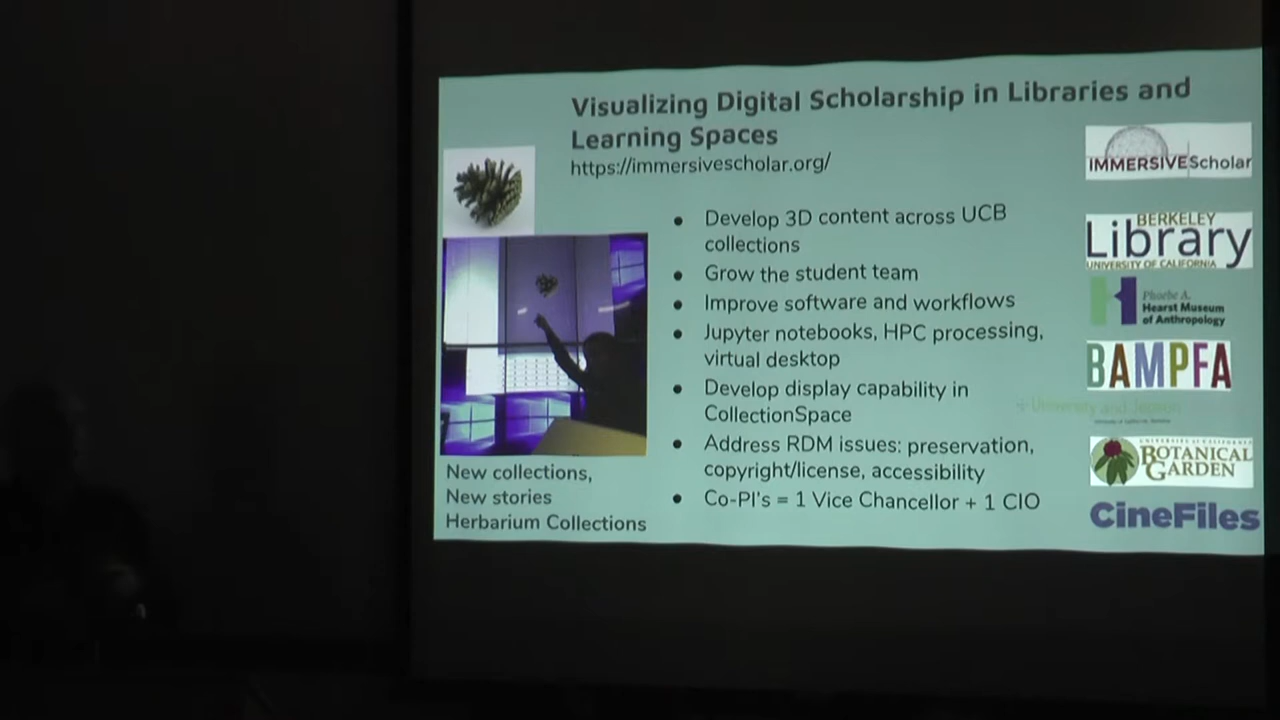 Visualizing Digital Scholarship in Libraries and
Learning Spaces
https://immersivescholar.org/
• Develop 3D content across UCB
collections
• Grow the student team
• Improve software and workflows
• Jupyter notebooks, HPC processing,
virtual desktop
• Develop display capability in
CollectionSpace
• Address RDM issues: preservation,
copyright/license, accessibility
• Co-PI's = 1 Vice Chancellor + 1 CIO
New collections,
New stories
Herbarium Collections
IMMERSIVEScholar
BERKELEY
Library
UNIVERSITY OF CALIFORNIA
Phoebe A.
Hearst Museum
of Anthropology
BAMPFA
University and
UNIVERSITY OF CALIFORNIA
BOTANICAL
GARDEN
CineFiles